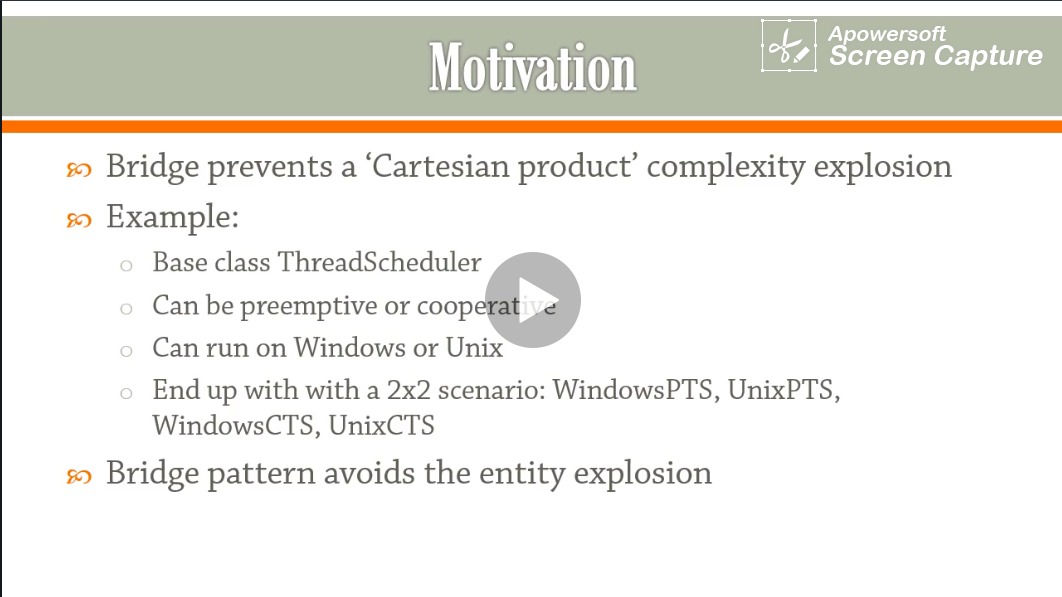 Apowersoft
Screen Capture
Motivation
Bridge prevents a ‘Cartesian product’ complexity explosion
Example:
Base class ThreadScheduler
Can be preemptive or cooperative
Can run on Windows or Unix
End up with with a 2x2 scenario: WindowsPTS, UnixPTS,
WindowsCTS, UnixCTS
Bridge pattern avoids the entity explosion